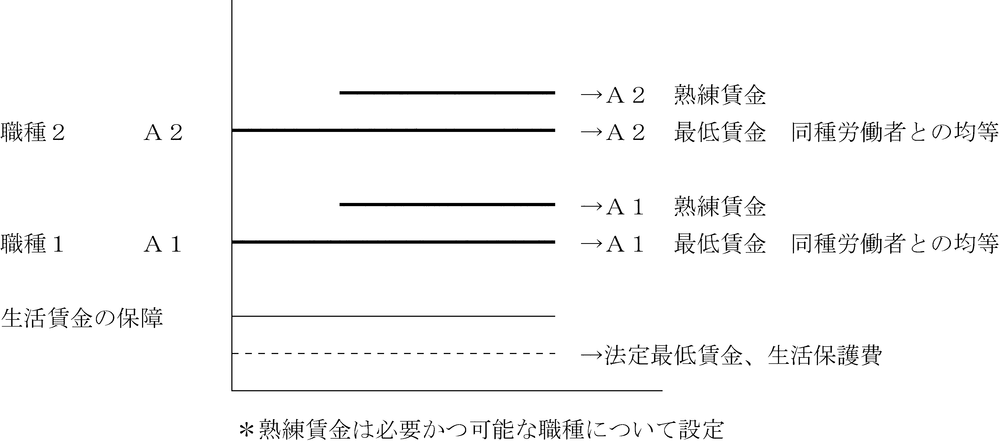 →Ａ２　熟練賃金
職種２　Ａ２　→Ａ２　最低賃金　同種労働者との均等
→Ａ１　熟練賃金
職種１　Ａ１　→Ａ１　最低賃金　同種労働者との均等
生活賃金の保障
→法定最低賃金、生活保護費
＊熟練賃金は必要かつ可能な職種について設定